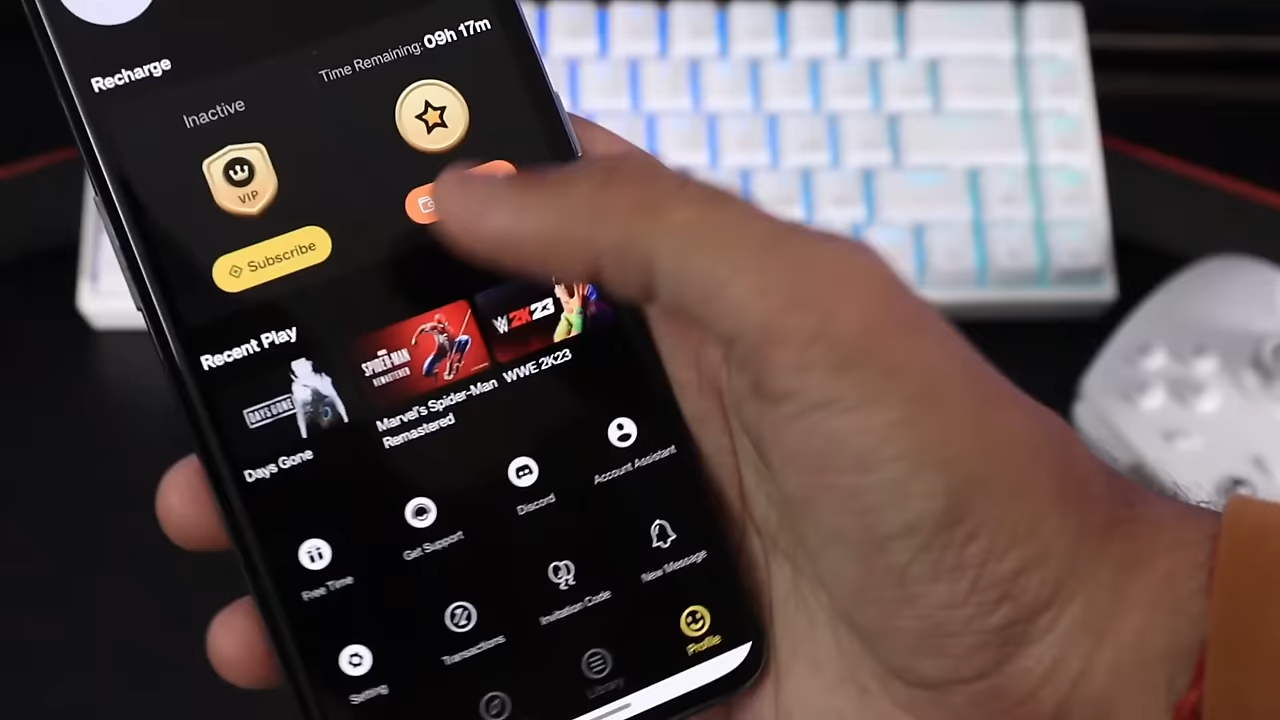 Recharge
Time Remaining: 09h 17m
Inactive
VIP
Subscribe
Recent Play
DAYS GONE
MARVEL
SPIDER-MAN
REMASTERED
W 2K23
Days Gone
Marvel's Spider-Man
Remastered
WWE 2K23
Free Time
Get Support
Discord
Account Assistant
Setting
Transactions
Invitation Code
New Message
Library
Profile